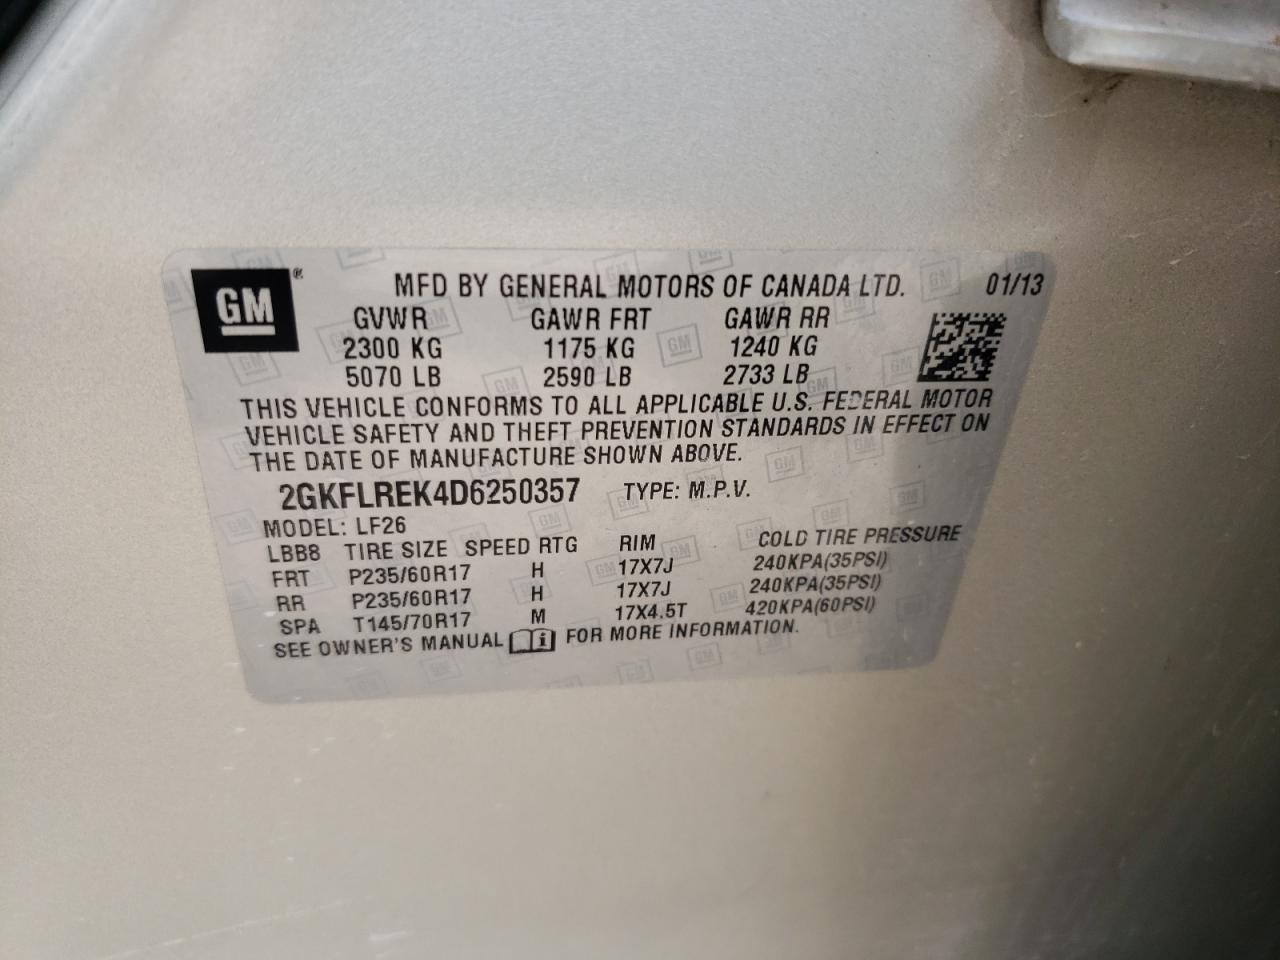 GM ®
MFD BY GENERAL MOTORS OF CANADA LTD. 01/13
GVWR GAWR FRT GAWR RR
2300 KG 1175 KG 1240 KG
5070 LB 2590 LB 2733 LB
THIS VEHICLE CONFORMS TO ALL APPLICABLE U.S. FEDERAL MOTOR
VEHICLE SAFETY AND THEFT PREVENTION STANDARDS IN EFFECT ON
THE DATE OF MANUFACTURE SHOWN ABOVE.
2GKFLREK4D6250357 TYPE: M.P.V.
MODEL: LF26
LBB8 TIRE SIZE SPEED RTG RIM COLD TIRE PRESSURE
FRT P235/60R17 H 17X7J 240KPA(35PSI)
RR P235/60R17 H 17X7J 240KPA(35PSI)
SPA T145/70R17 M 17X4.5T 420KPA(60PSI)
SEE OWNER'S MANUAL i FOR MORE INFORMATION.